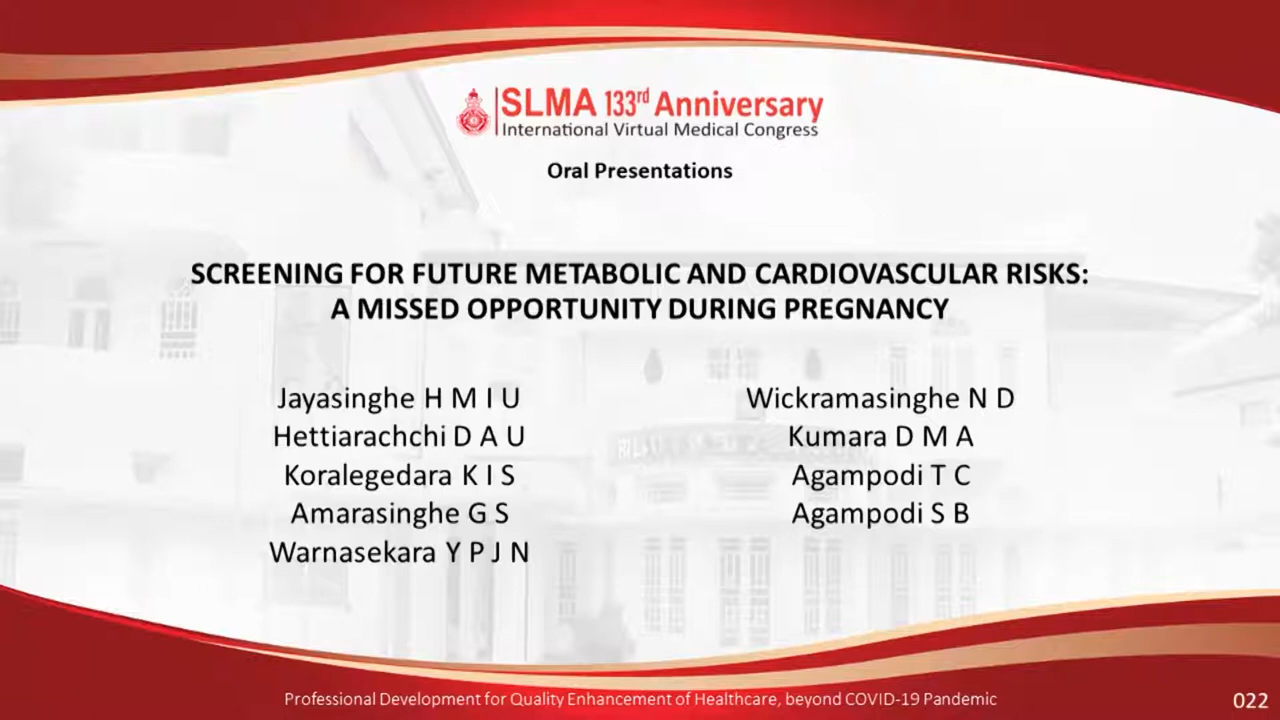 SLMA 133rd Anniversary
International Virtual Medical Congress
Oral Presentations
SCREENING FOR FUTURE METABOLIC AND CARDIOVASCULAR RISKS:
A MISSED OPPORTUNITY DURING PREGNANCY
Jayasinghe H M I U
Hettiarachchi D A U
Koralegedara K I S
Amarasinghe G S
Warnasekara Y P J N
Wickramasinghe N D
Kumara D M A
Agampodi T C
Agampodi S B
Professional Development for Quality Enhancement of Healthcare, beyond COVID-19 Pandemic
022